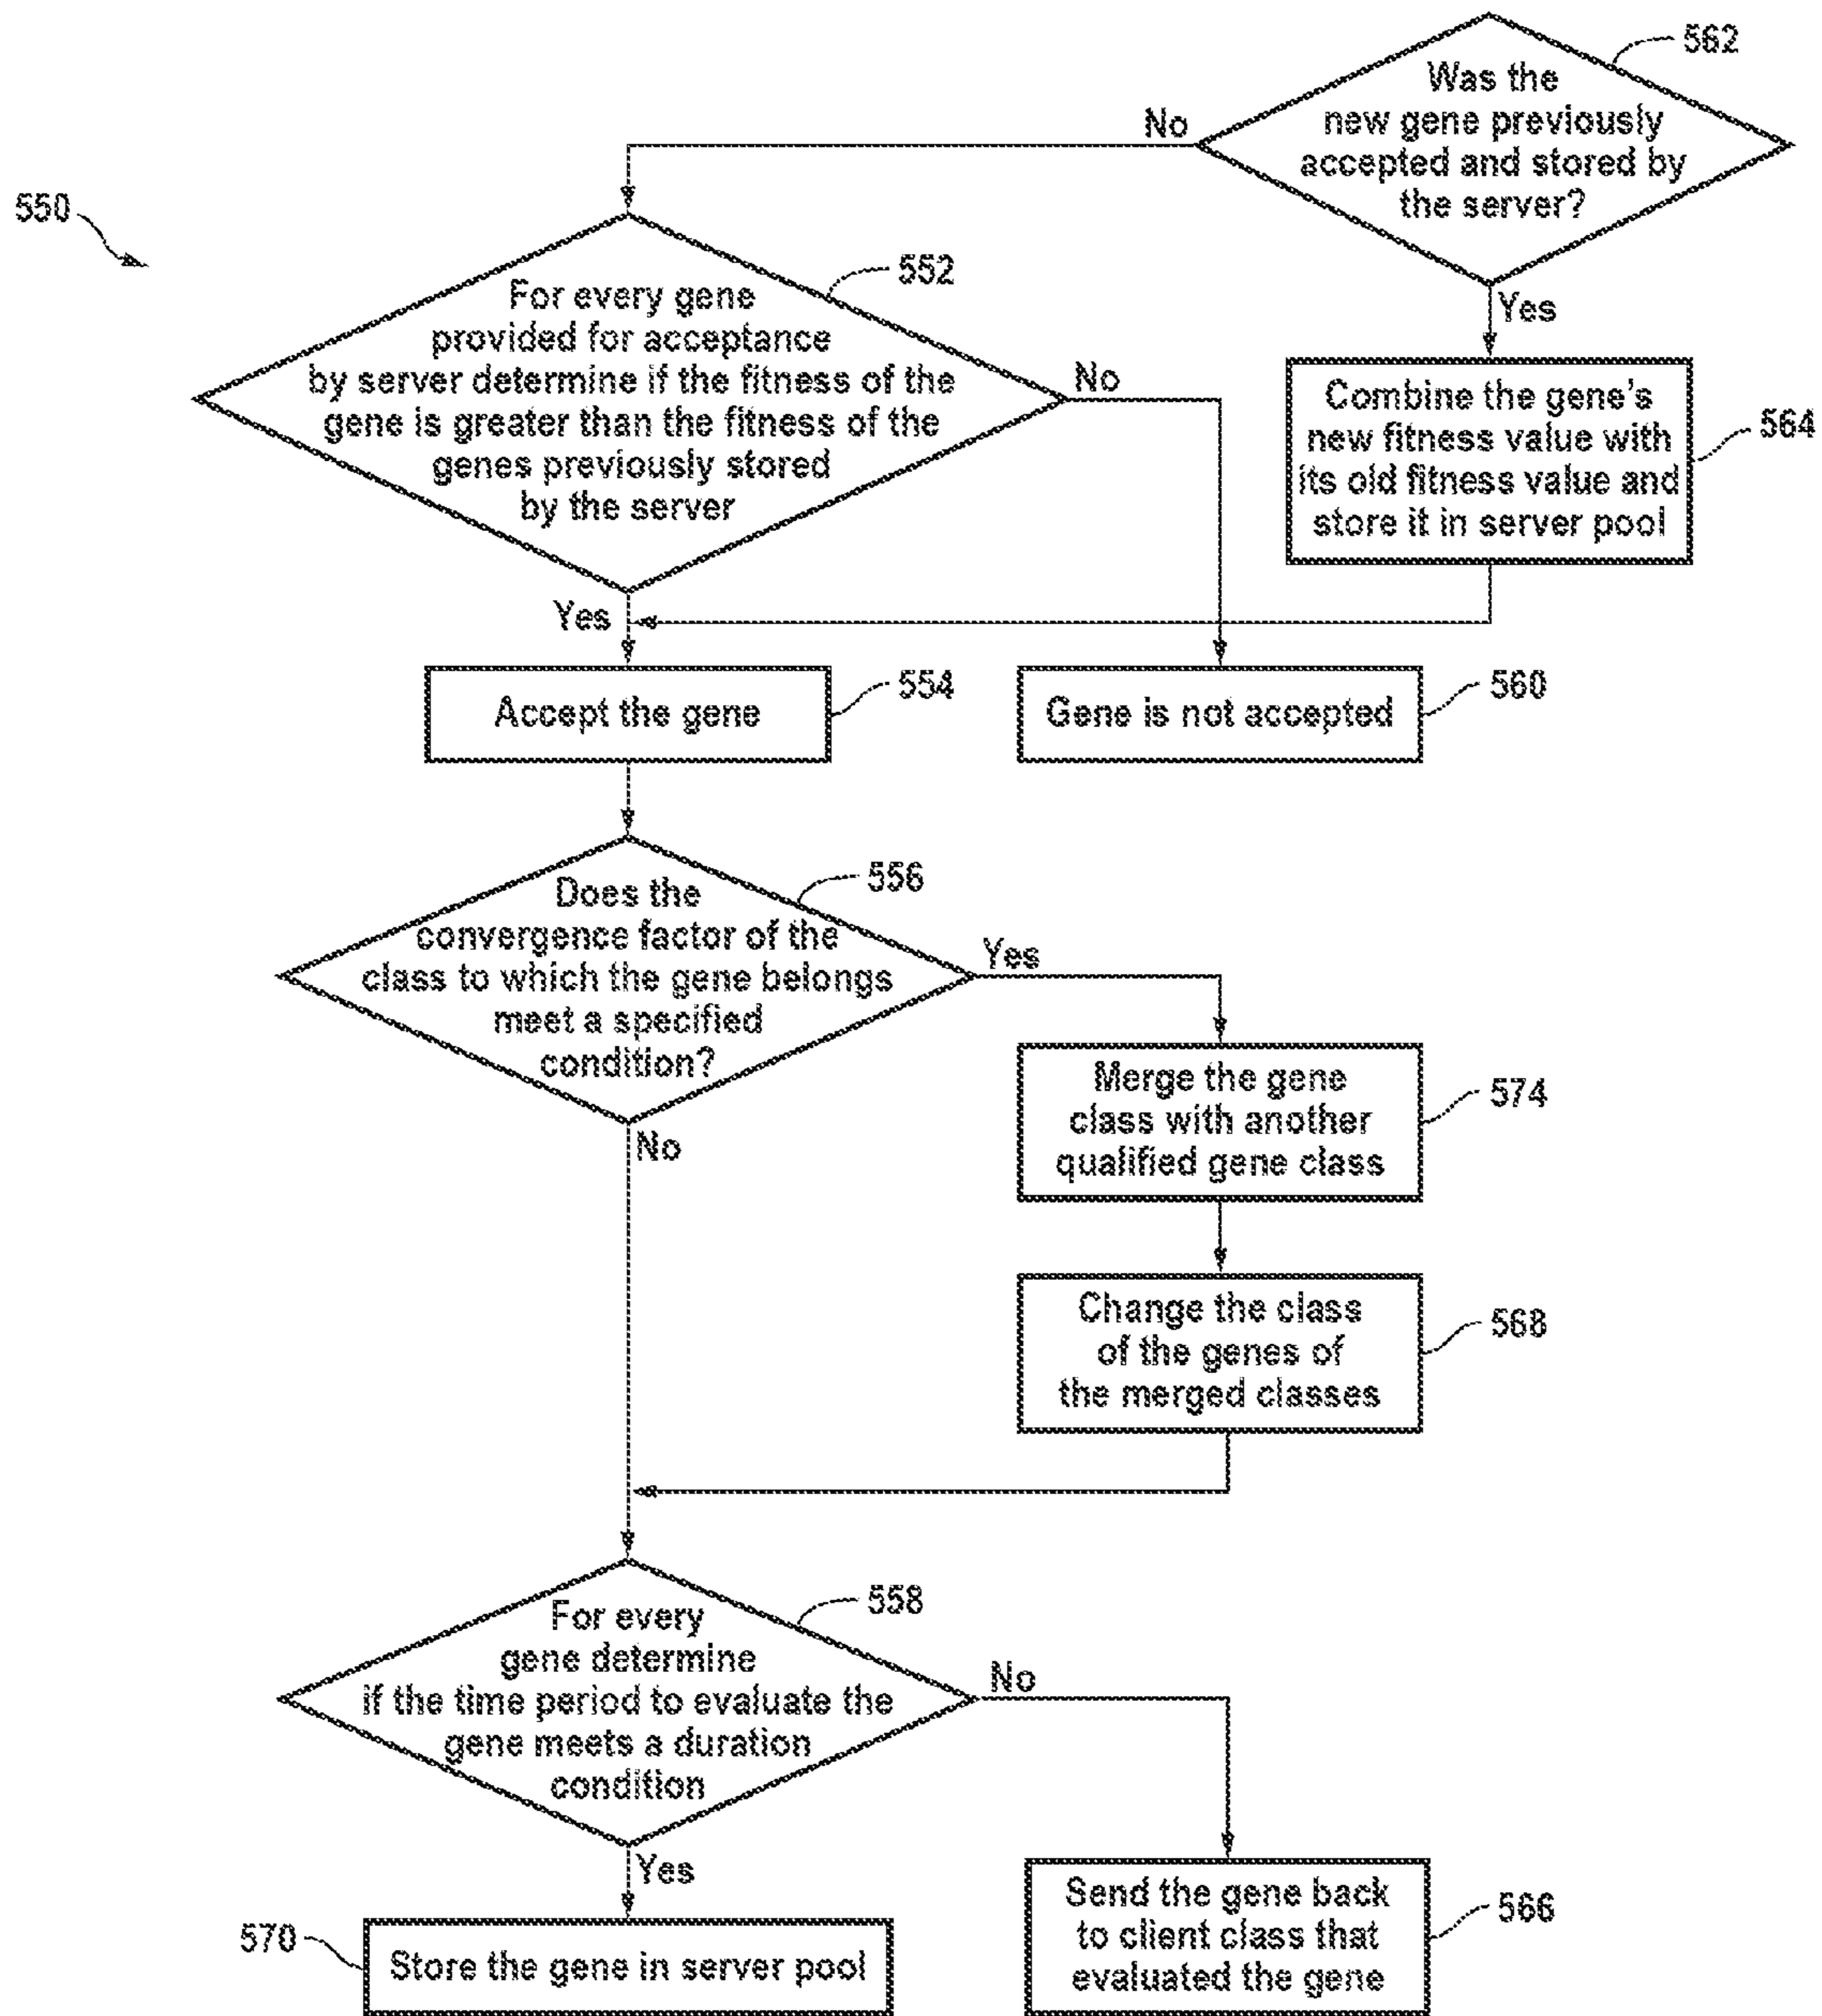 562
Was the
new gene previously
accepted and stored by
the server?
No
Yes
550
552
For every gene
provided for acceptance
by server determine if the fitness of the
gene is greater than the fitness of the
genes previously stored
by the server
No
Yes
Combine the gene's
new fitness value with
its old fitness value and
store it in server pool
564
Accept the gene
554
Gene is not accepted
560
556
Does the
convergence factor of the
class to which the gene belongs
meet a specified
condition?
Yes
No
Merge the gene
class with another
qualified gene class
574
Change the class
of the genes of
the merged classes
568
558
For every
gene determine
if the time period to evaluate the
gene meets a duration
condition
No
Yes
570
Store the gene in server pool
Send the gene back
to client class that
evaluated the gene
566